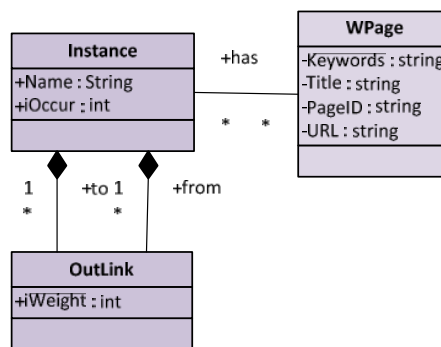 WPage
-Keywords : string
-Title : string
-PageID : string
-URL : string
Instance
+Name : String
+iOccur : int
+has
* *
1 +to 1 +from
* *
OutLink
+iWeight : int